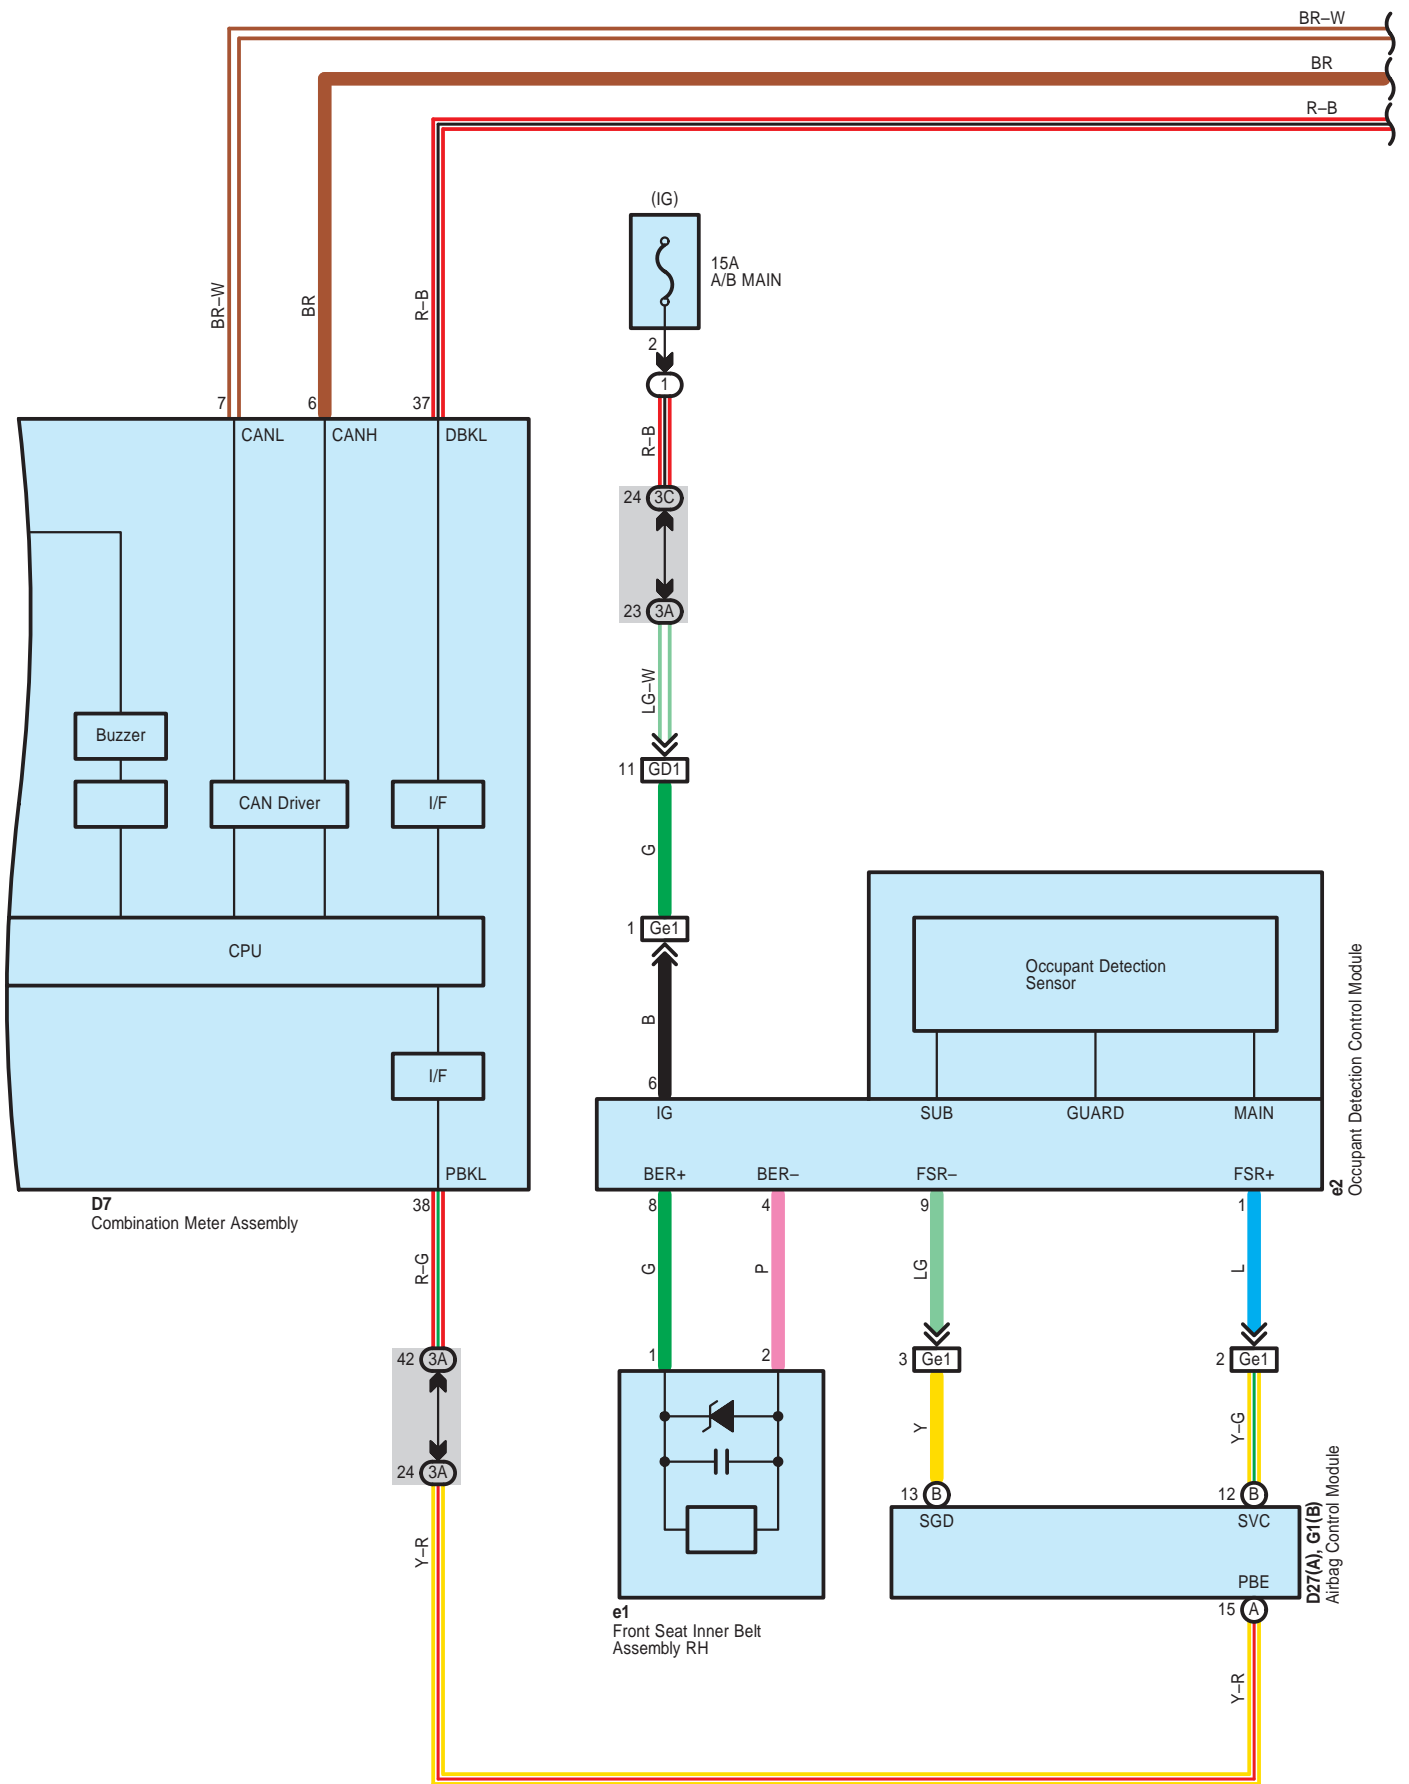 BR–W
BR
R–B
(IG)
15A
A/B MAIN
BR–W
BR
R–B
2
1
7
6
37
CANL
CANH
DBKL
R–B
24
3C
23
3A
LG–W
Buzzer
11
GD1
CAN Driver
I/F
G
1
Ge1
CPU
Occupant Detection
Sensor
B
I/F
6
IG
SUB
GUARD
MAIN
PBKL
BER+
BER–
FSR–
FSR+
e2
Occupant Detection Control Module
D7
Combination Meter Assembly
38
8
4
9
1
R–G
G
P
LG
L
42
3A
1
2
3
Ge1
2
Ge1
Y
Y–G
24
3A
13
B
12
B
SGD
SVC
PBE
D27(A), G1(B)
Airbag Control Module
Y–R
15
A
e1
Front Seat Inner Belt
Assembly RH
Y–R